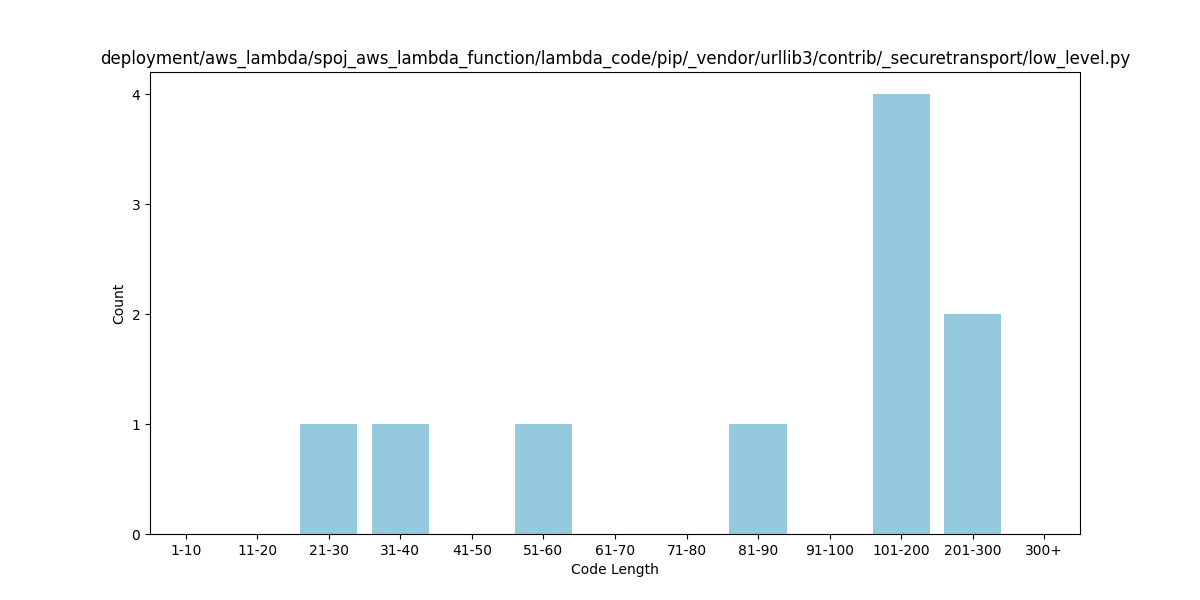 deployment/aws_lambda/spoj_aws_lambda_function/lambda_code/pip/_vendor/urllib3/contrib/_securetransport/low_level.py
4
3
2
1
0
Count
1-10 11-20 21-30 31-40 41-50 51-60 61-70 71-80 81-90 91-100 101-200 201-300 300+
Code Length